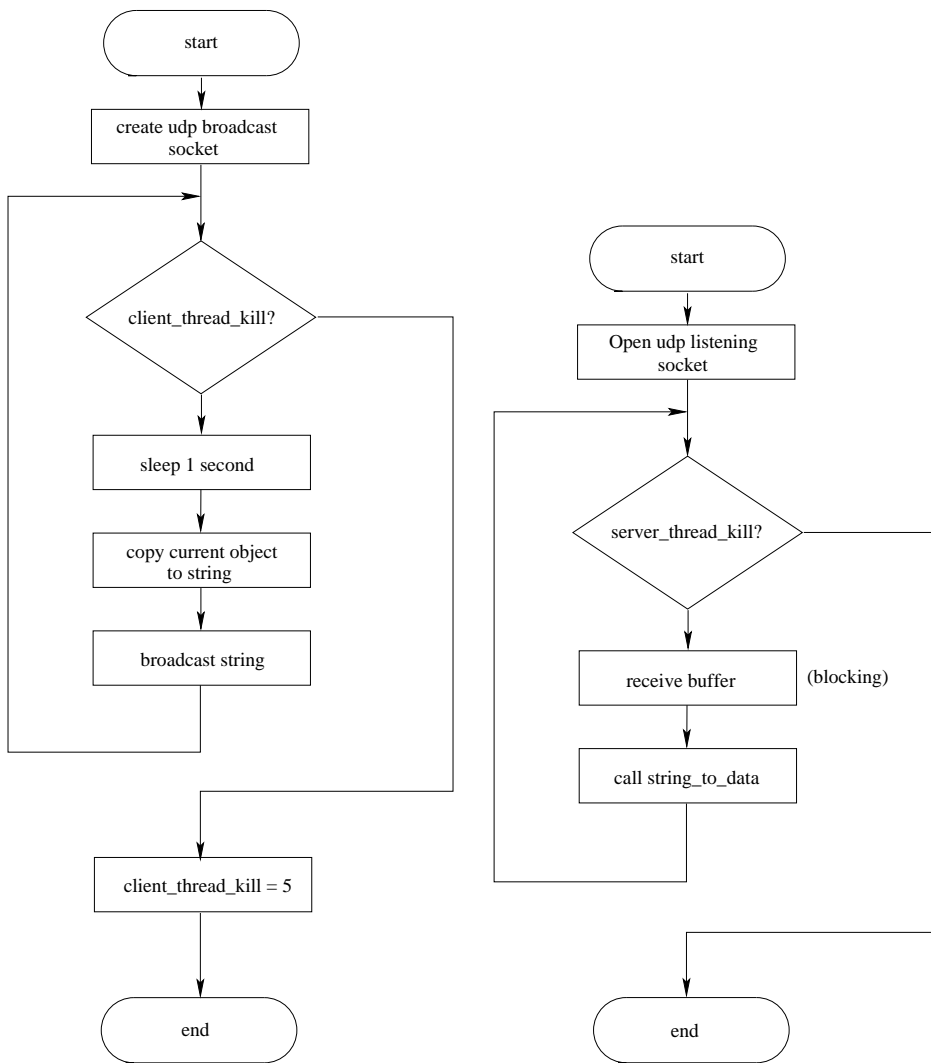 start
create udp broadcast
socket
client_thread_kill?
sleep 1 second
copy current object
to string
broadcast string
client_thread_kill = 5
end
start
Open udp listening
socket
server_thread_kill?
receive buffer
(blocking)
call string_to_data
end